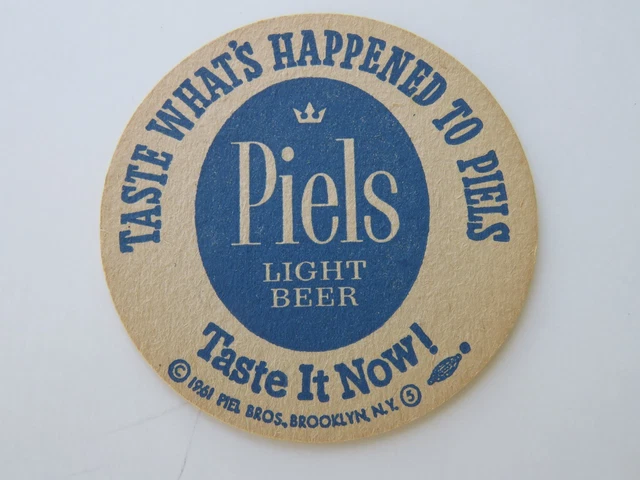 TASTE WHAT'S HAPPENED TO PIELS
Piels
LIGHT
BEER
Taste It Now!
© 1961 PIEL BROS., BROOKLYN, N.Y. 5